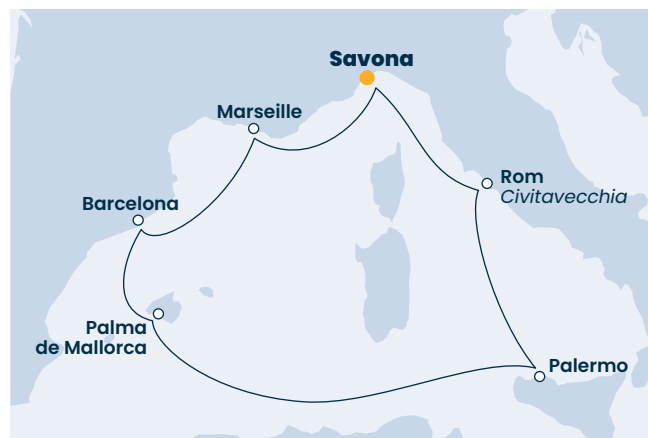 Savona
Marseille
Rom
Civitavecchia
Barcelona
Palma
de Mallorca
Palermo